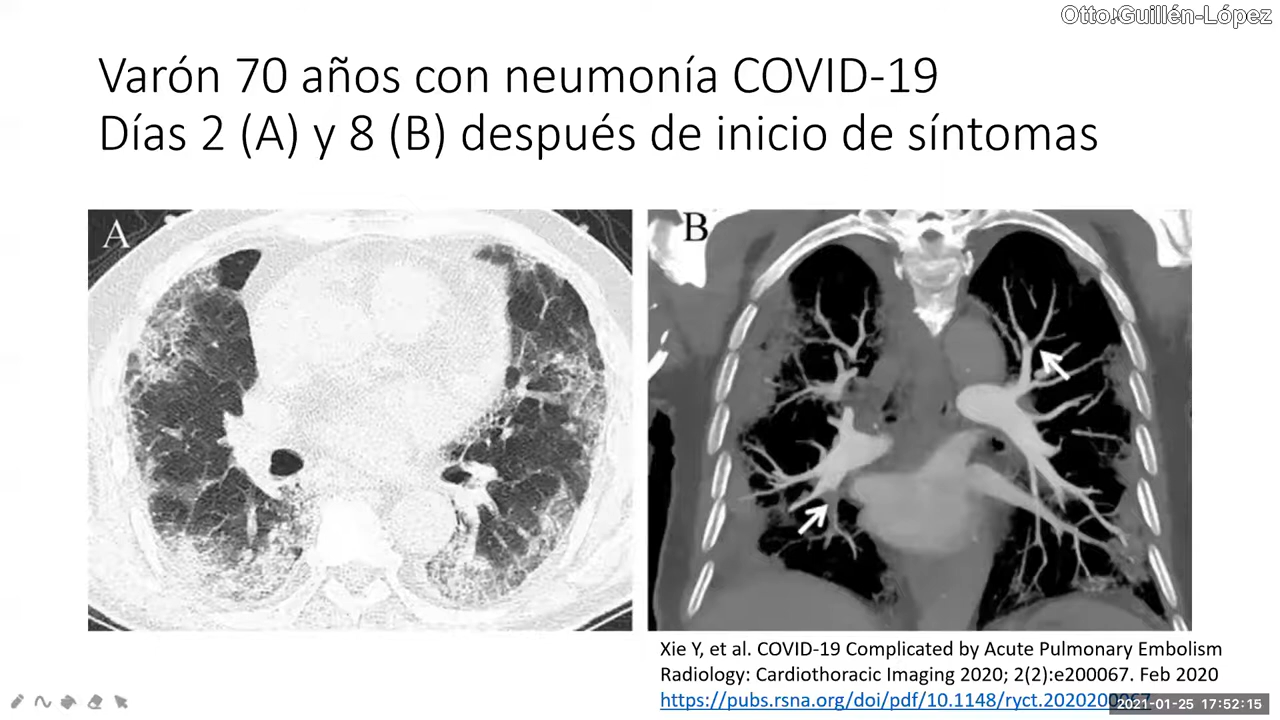 Otto Guillén-López
Varón 70 años con neumonía COVID-19
Días 2 (A) y 8 (B) después de inicio de síntomas
A
B
Xie Y, et al. COVID-19 Complicated by Acute Pulmonary Embolism
Radiology: Cardiothoracic Imaging 2020; 2(2):e200067. Feb 2020
https://pubs.rsna.org/doi/pdf/10.1148/ryct.2020200067
2021-01-25 17:52:15